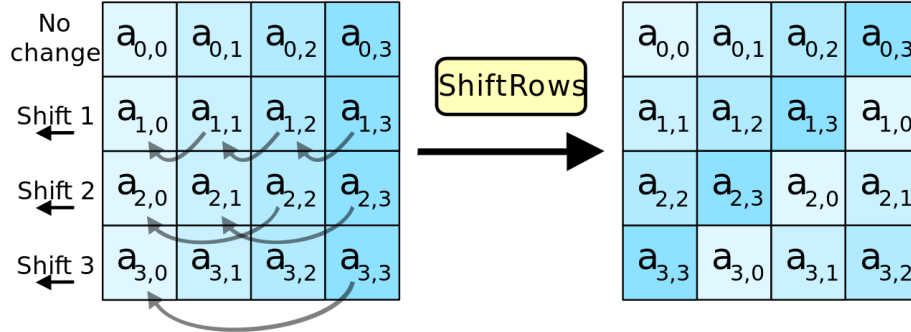 No
change
a0,0 a0,1 a0,2 a0,3
ShiftRows
a0,0 a0,1 a0,2 a0,3
Shift 1
a1,0 a1,1 a1,2 a1,3
a1,1 a1,2 a1,3 a1,0
Shift 2
a2,0 a2,1 a2,2 a2,3
a2,2 a2,3 a2,0 a2,1
Shift 3
a3,0 a3,1 a3,2 a3,3
a3,3 a3,0 a3,1 a3,2